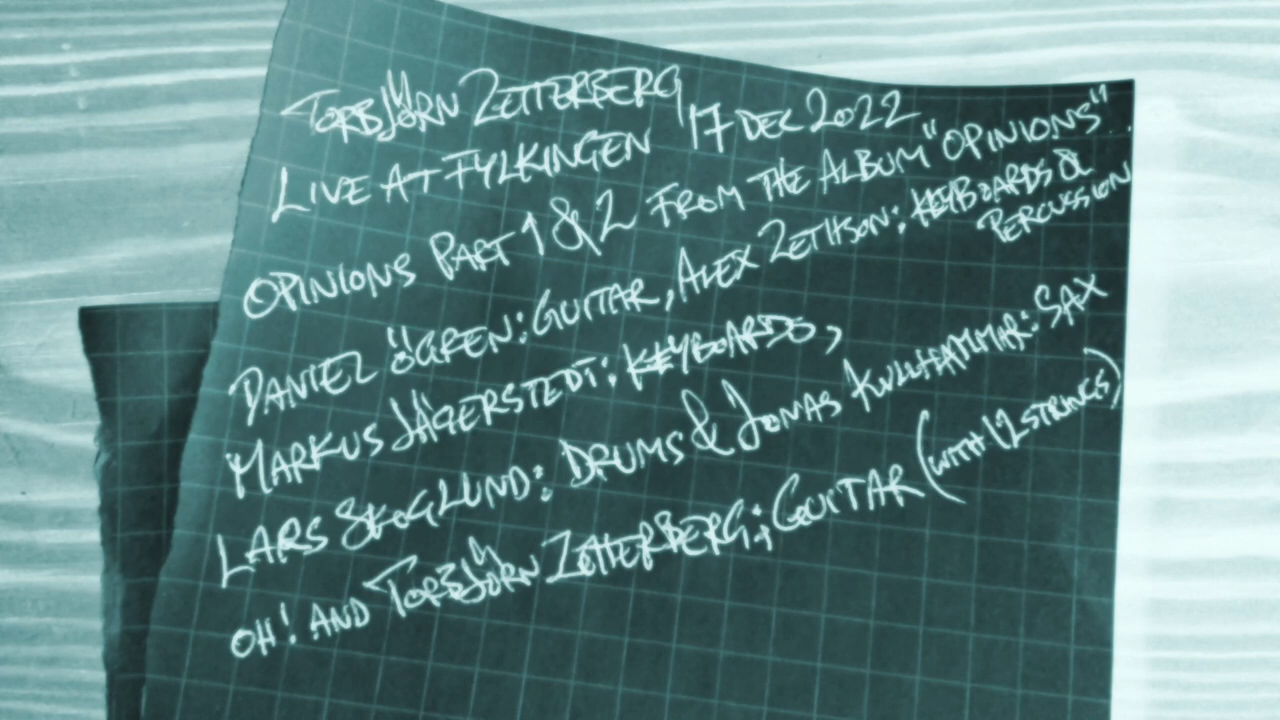 TORBJÖRN ZETTERBERG
LIVE AT FYLKINGEN 17 DEC 2022
OPINIONS PART 1 & 2 FROM THE ALBUM "OPINIONS"
DANIEL ÖGREN: GUITAR, ALEX ZETHSON: KEYBOARDS &
PERCUSSION
MARKUS JÄGERSTEDT: KEYBOARDS,
LARS SKOGLUND: DRUMS & JONAS KULLHAMMAR: SAX
OH! AND TORBJÖRN ZETTERBERG: GUITAR (WITH 12 STRINGS)